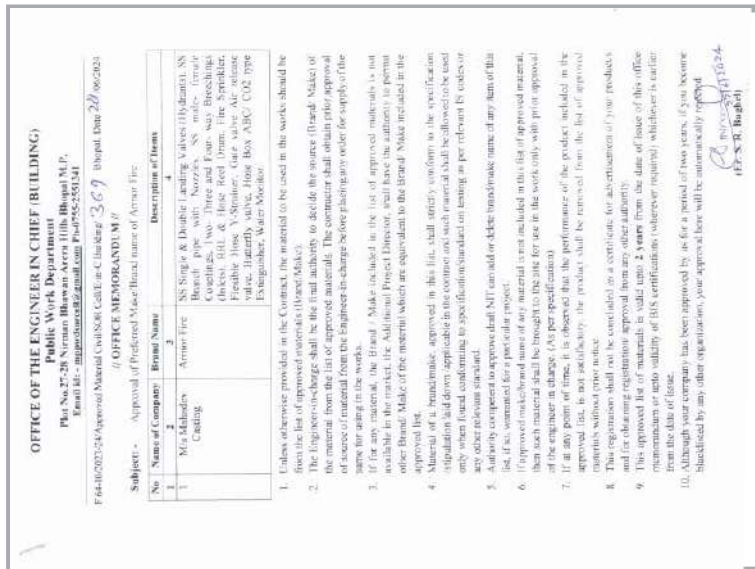 OFFICE OF THE ENGINEER IN CHIEF (BUILDING)
Public Work Department
Plot No.27-28 Nirman Bhawan Arera Hills Bhopal M.P.
Email id: - Ph-0755-2551341
F 64-10/2023-24/Approved Material Civil/SOR Cell/E-in-C Building/ 369 Bhopal, Date 20/06/2024
// OFFICE MEMORANDUM //
Subject: - Approval of Preferred Make/Brand name of Armor Fire
No Name of Company Brand Name Description of Items
1 2 3 4
1 M/s Mahadev Casting Armor Fire SS Single & Double Landing Valves (Hydrants), SS
Branch pipe with Nozzles, SS male- female
Couplings, Two- Three and Four- way Breechings
(Inlets), RRL & Hose Reel Drum, Fire Sprinkler,
Flexible Hose Y-Strainer, Gate valve Air release
valve, Butterfly valve, Hose Box ABC/ CO2 type
Extinguisher, Water Monitor
1. Unless otherwise provided in the Contract, the material to be used in the works should be
from the list of approved materials (Brand/Make).
2. The Engineer-in-charge shall be the final authority to decide the source (Brand/ Make) of
the material from the list of approved materials. The contractor shall obtain prior approval
of source of material from the Engineer-in-charge before placing any order for supply of the
same for using in the works.
3. If for any material, the Brand / Make included in the list of approved materials is not
available in the market, the Additional Project Director, shall have the authority to permit
other Brand/ Make of the material which are equivalent to the Brand/ Make included in the
approved list.
4. Material of a brand/make, approved in this list, shall strictly conform to the specification
stipulation laid down /applicable in the contract and such material shall be allowed to be used
only when found conforming to specification/standard on testing as per relevant IS codes or
any other relevant standard.
5. Authority competent to approve draft NIT can add or delete brand/make name of any item of this
list, if so, warranted for a particular project.
6. If approved make/brand name of any material is not included in this list of approved material,
then such material shall be brought to the site for use in the work only with prior approval
of the engineer in charge. (As per specification)
7. If at any point of time, it is observed that the performance of the product included in the
approved list, is not satisfactory, the product shall be removed from the list of approved
materials without prior notice.
8. This registration shall not be concluded as a certificate for advertisement of your product/s
and for obtaining registration/ approval from any other authority.
9. This approved list of materials is valid upto 2 years from the date of issue of this office
memorandum or upto validity of BIS certifications (wherever required) whichever is earlier
from the date of issue.
10. Although your company has been approved by us for a period of two years, if you become
blacklisted by any other organization, your approval here will be automatically
(Er. S. R. Baghel)